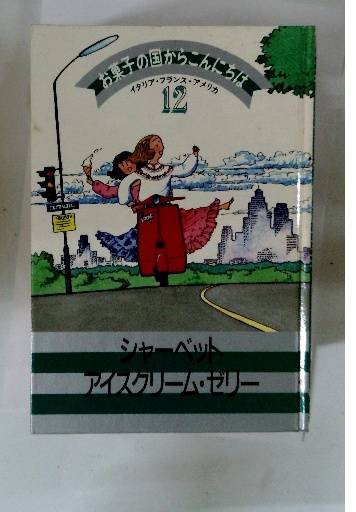 お菓子の国から、こんにちは
イタリア・フランス・アメリカ
12
シャーベット
アイスクリーム・ゼリー